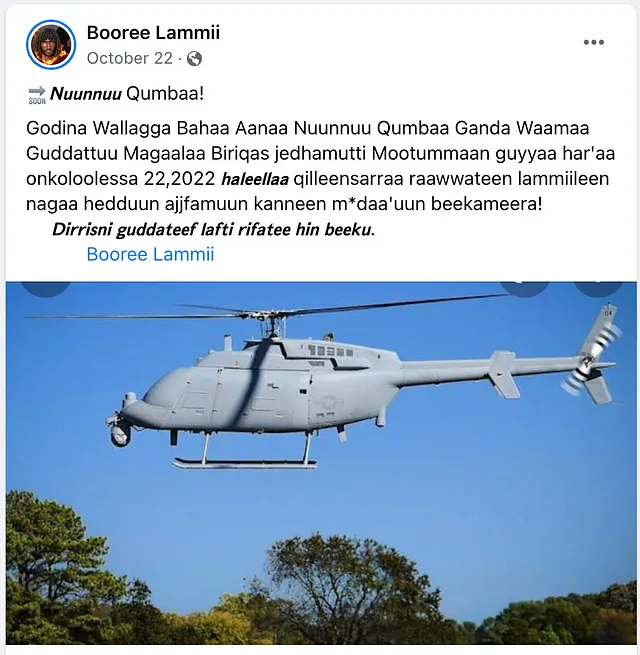 Booree Lammii
October 22
SOON Nuunnuu Qumbaa!
Godina Wallagga Bahaa Aanaa Nuunnuu Qumbaa Ganda Waamaa
Guddattuu Magaalaa Biriqas jedhamutti Mootummaan guyyaa har'aa
onkoloolessa 22,2022 haleellaa qilleensarraa raawwateen lammiileen
nagaa hedduun ajjfamuun kanneen m*daa'uun beekameera!
Dirrisni guddateef lafti rifatee hin beeku.
Booree Lammii
64